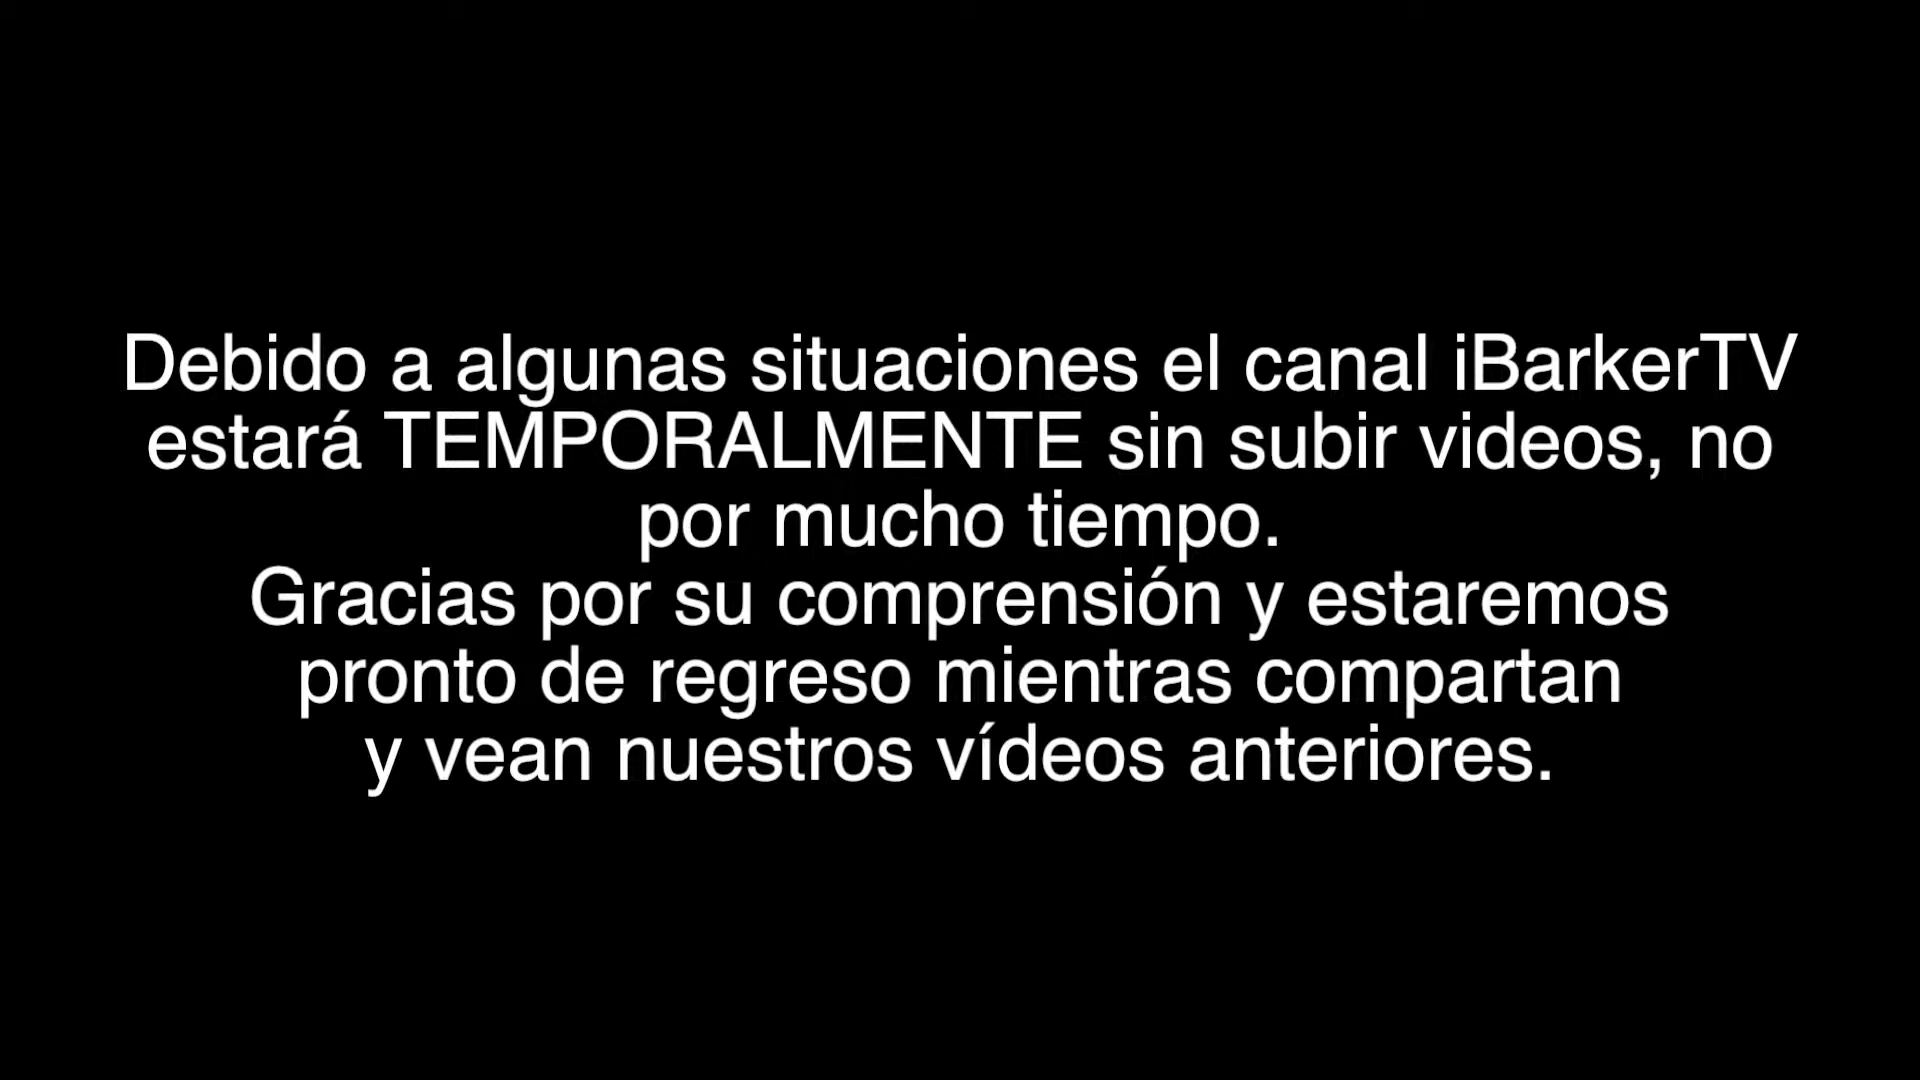 Debido a algunas situaciones el canal iBarkerTV
estará TEMPORALMENTE sin subir videos, no
por mucho tiempo.
Gracias por su comprensión y estaremos
pronto de regreso mientras compartan
y vean nuestros vídeos anteriores.